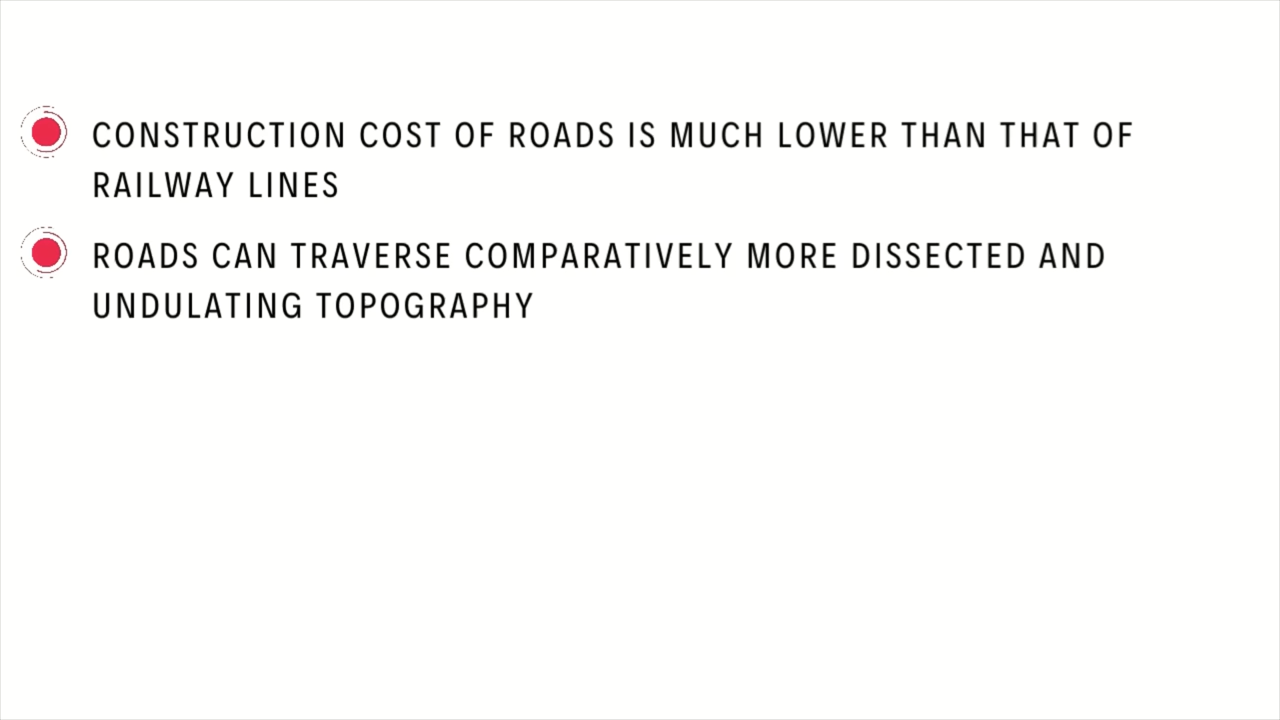 CONSTRUCTION COST OF ROADS IS MUCH LOWER THAN THAT OF
RAILWAY LINES
ROADS CAN TRAVERSE COMPARATIVELY MORE DISSECTED AND
UNDULATING TOPOGRAPHY